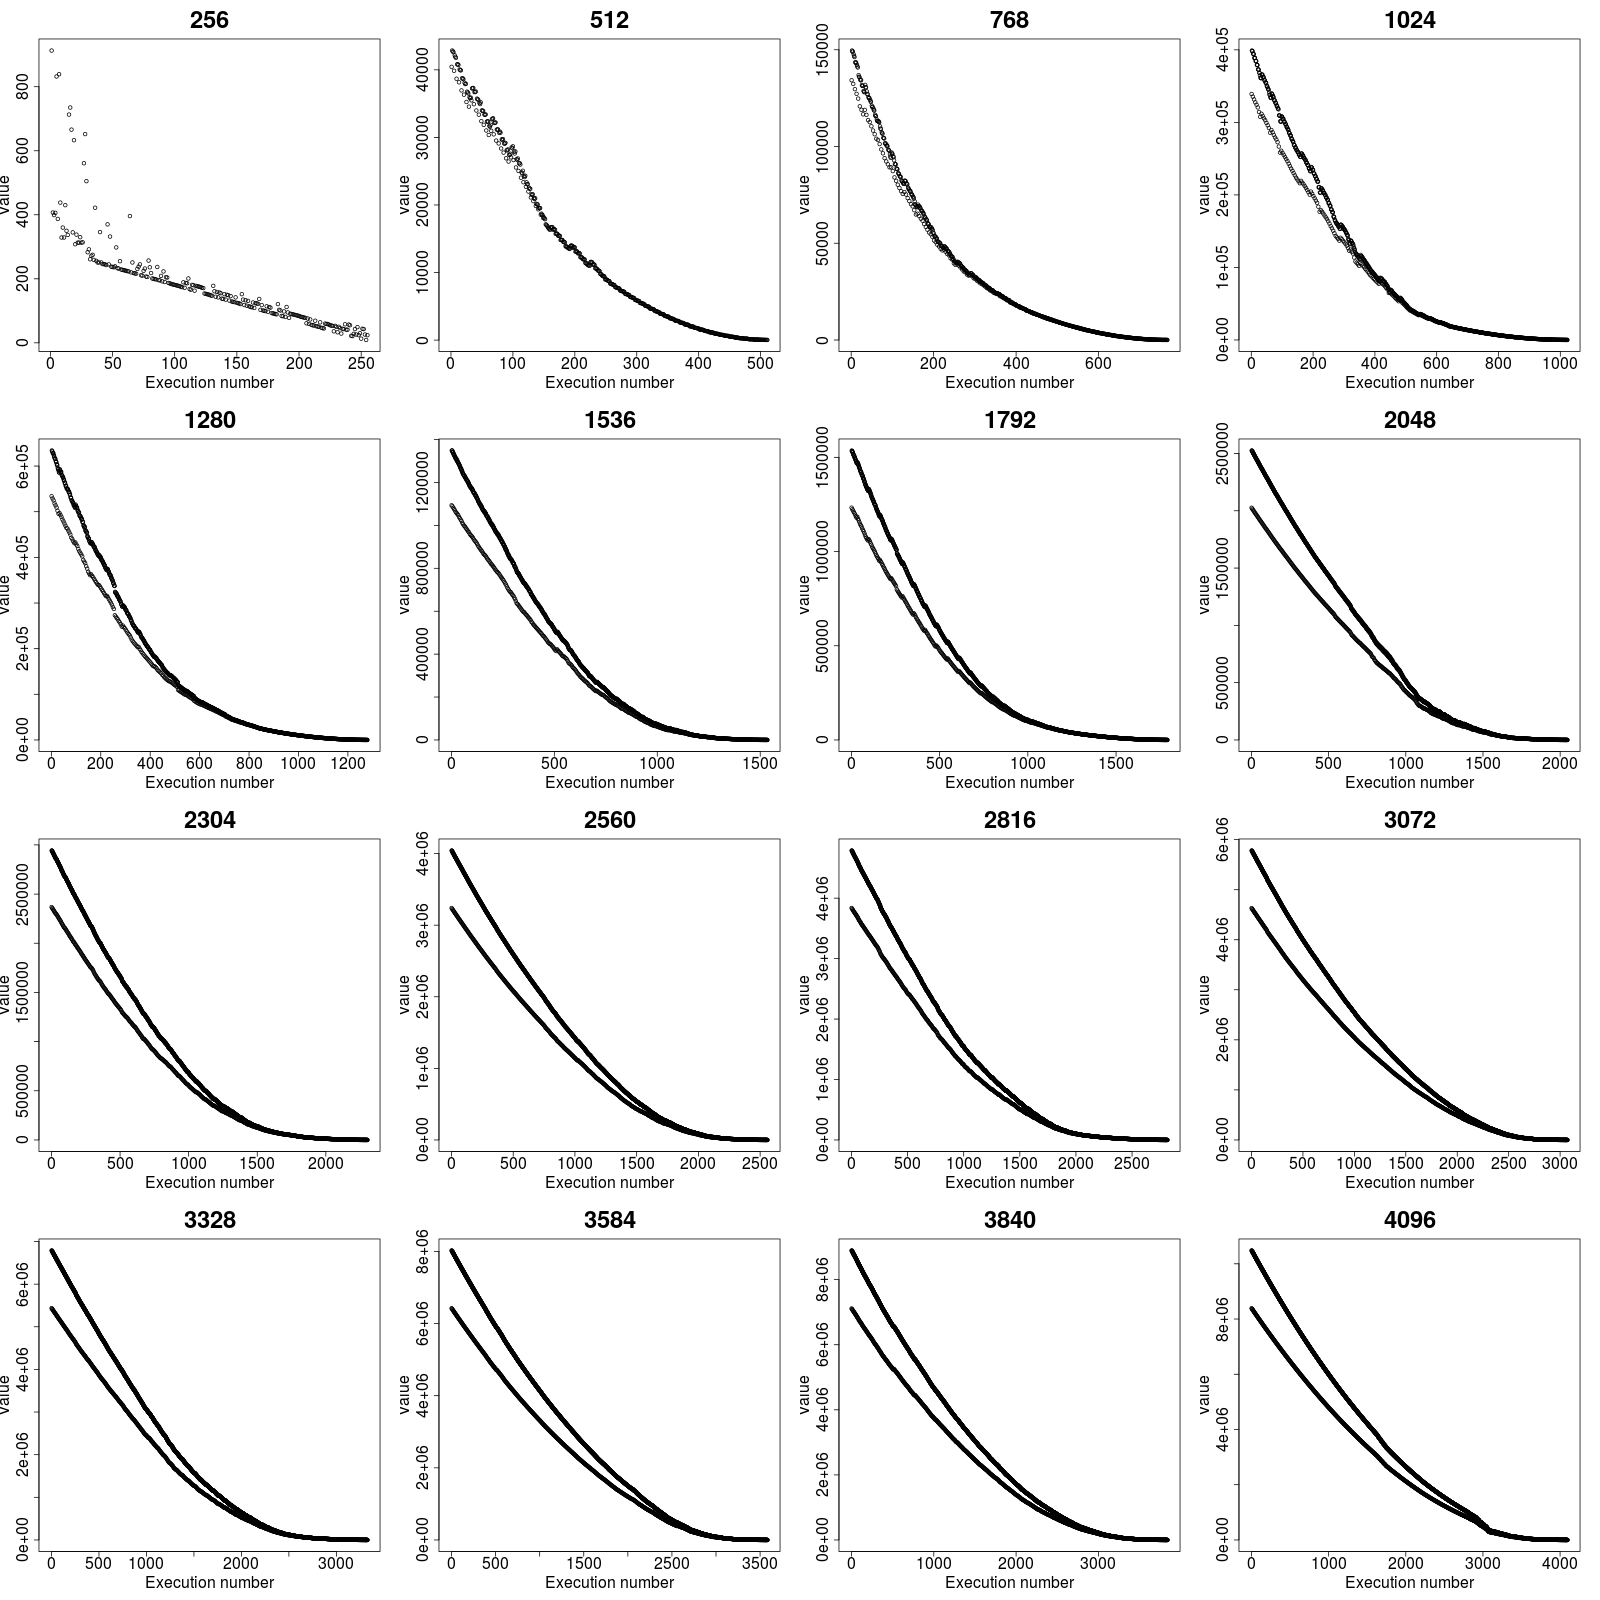 256
value
0 200 400 600 800
0 50 100 150 200 250
Execution number
512
value
0 10000 20000 30000 40000
0 100 200 300 400 500
Execution number
768
value
0 50000 100000 150000
0 200 400 600
Execution number
1024
value
0e+00 1e+05 2e+05 3e+05 4e+05
0 200 400 600 800 1000
Execution number
1280
value
0e+00 2e+05 4e+05 6e+05
0 200 400 600 800 1000 1200
Execution number
1536
value
0 400000 800000 1200000
0 500 1000 1500
Execution number
1792
value
0 500000 1000000 1500000
0 500 1000 1500
Execution number
2048
value
0 500000 1500000 2500000
0 500 1000 1500 2000
Execution number
2304
value
0 500000 1500000 2500000
0 500 1000 1500 2000
Execution number
2560
value
0e+00 1e+06 2e+06 3e+06 4e+06
0 500 1000 1500 2000 2500
Execution number
2816
value
0e+00 1e+06 2e+06 3e+06 4e+06
0 500 1000 1500 2000 2500
Execution number
3072
value
0e+00 2e+06 4e+06 6e+06
0 500 1000 1500 2000 2500 3000
Execution number
3328
value
0e+00 2e+06 4e+06 6e+06
0 500 1000 2000 3000
Execution number
3584
value
0e+00 2e+06 4e+06 6e+06 8e+06
0 500 1500 2500 3500
Execution number
3840
value
0e+00 2e+06 4e+06 6e+06 8e+06
0 1000 2000 3000
Execution number
4096
value
0e+00 4e+06 8e+06
0 1000 2000 3000 4000
Execution number